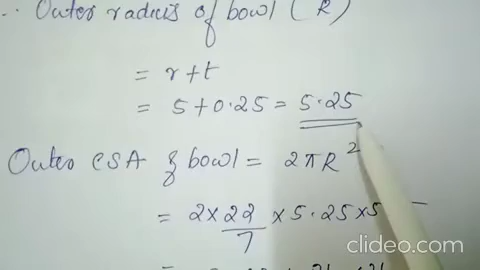 ∴ Outer radius of bowl (R)
= r+t
= 5+0.25 = 5.25
Outer CSA of bowl = 2πR²
= 2×22/7 ×5.25×5
clideo.com